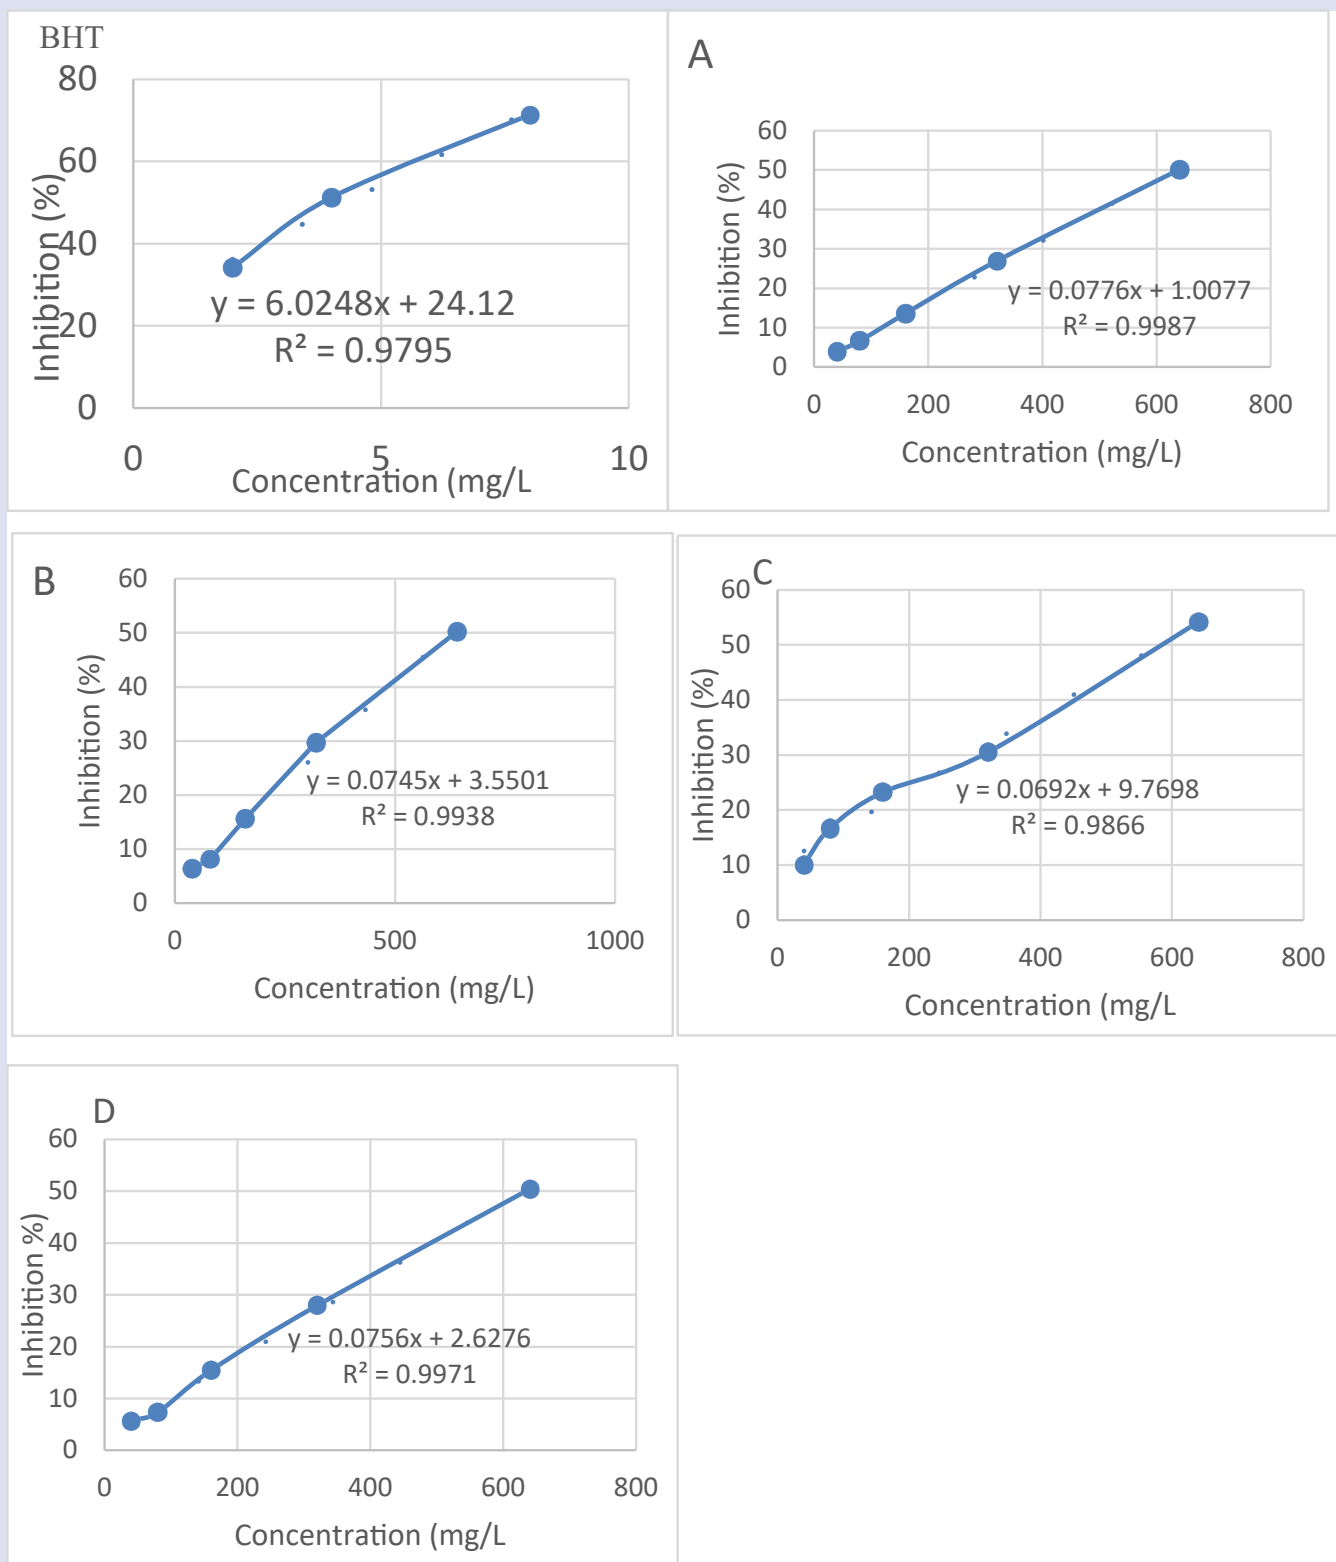 BHT
80
60
40
20
0
Inhibition (%)
y = 6.0248x + 24.12
R² = 0.9795
0 5 10
Concentration (mg/L
A
60
50
40
30
20
10
0
Inhibition (%)
y = 0.0776x + 1.0077
R² = 0.9987
0 200 400 600 800
Concentration (mg/L)
B
60
50
40
30
20
10
0
Inhibition (%)
y = 0.0745x + 3.5501
R² = 0.9938
0 500 1000
Concentration (mg/L)
C
60
50
40
30
20
10
0
Inhibition (%)
y = 0.0692x + 9.7698
R² = 0.9866
0 200 400 600 800
Concentration (mg/L
D
60
50
40
30
20
10
0
Inhibition %)
y = 0.0756x + 2.6276
R² = 0.9971
0 200 400 600 800
Concentration (mg/L